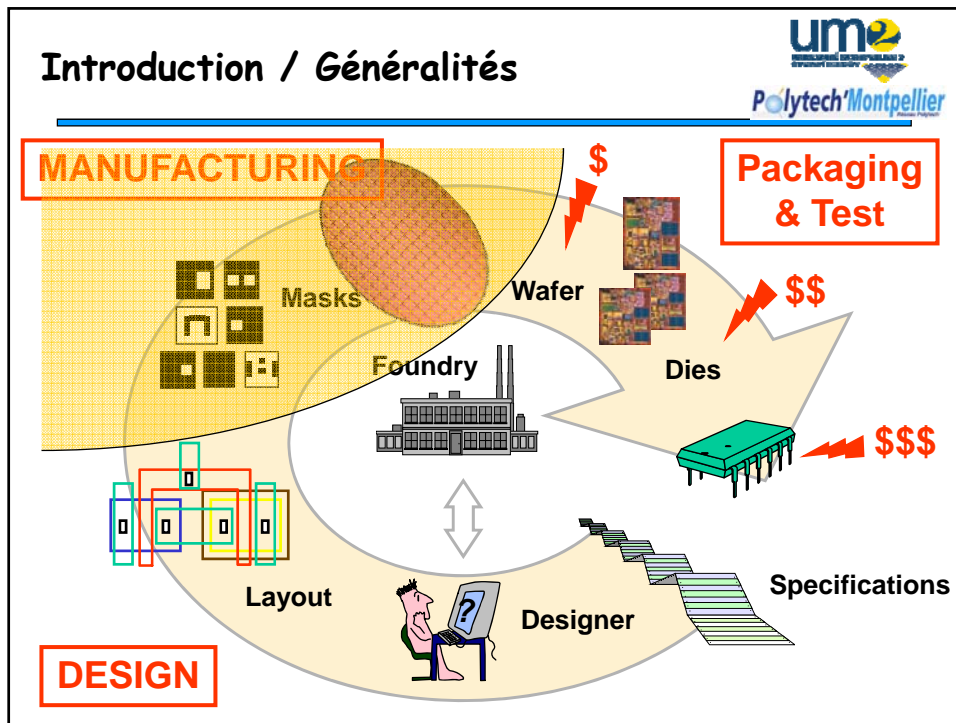 Introduction / Généralités
um2
Polytech'Montpellier
MANUFACTURING
$
Packaging
& Test
Masks
Wafer
$$
Foundry
Dies
$$$
?
Layout
Designer
Specifications
DESIGN